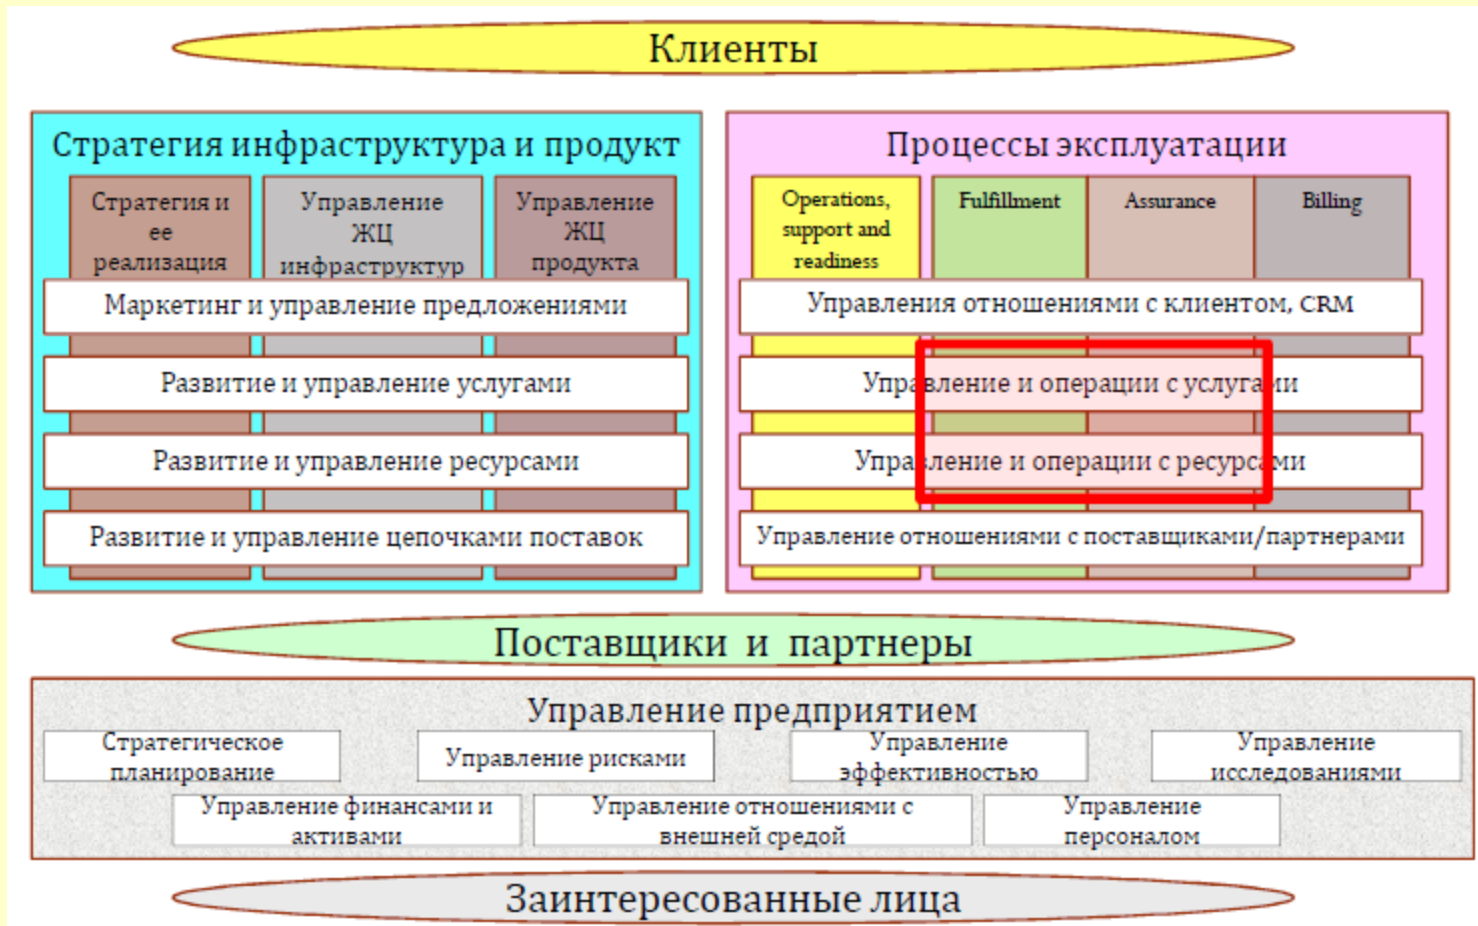 Клиенты
Стратегия инфраструктура и продукт
Стратегия и
ее
реализация
Управление
ЖЦ
инфраструктур
Управление
ЖЦ
продукта
Маркетинг и управление предложениями
Развитие и управление услугами
Развитие и управление ресурсами
Развитие и управление цепочками поставок
Процессы эксплуатации
Operations,
support and
readiness
Fulfillment
Assurance
Billing
Управления отношениями с клиентом, CRM
Управление и операции с услугами
Управление и операции с ресурсами
Управление отношениями с поставщиками/партнерами
Поставщики и партнеры
Управление предприятием
Стратегическое
планирование
Управление рисками
Управление
эффективностью
Управление
исследованиями
Управление финансами и
активами
Управление отношениями с
внешней средой
Управление
персоналом
Заинтересованные лица